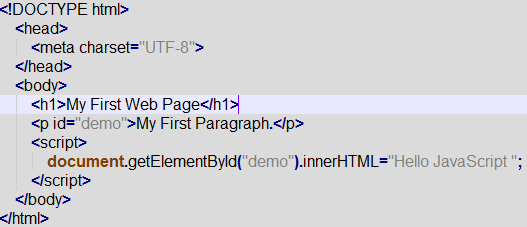 <!DOCTYPE html>
<head>
<meta charset="UTF-8">
</head>
<body>
<h1>My First Web Page</h1>
<p id="demo">My First Paragraph.</p>
<script>
document.getElementById("demo").innerHTML="Hello JavaScript ";
</script>
</body>
</html>